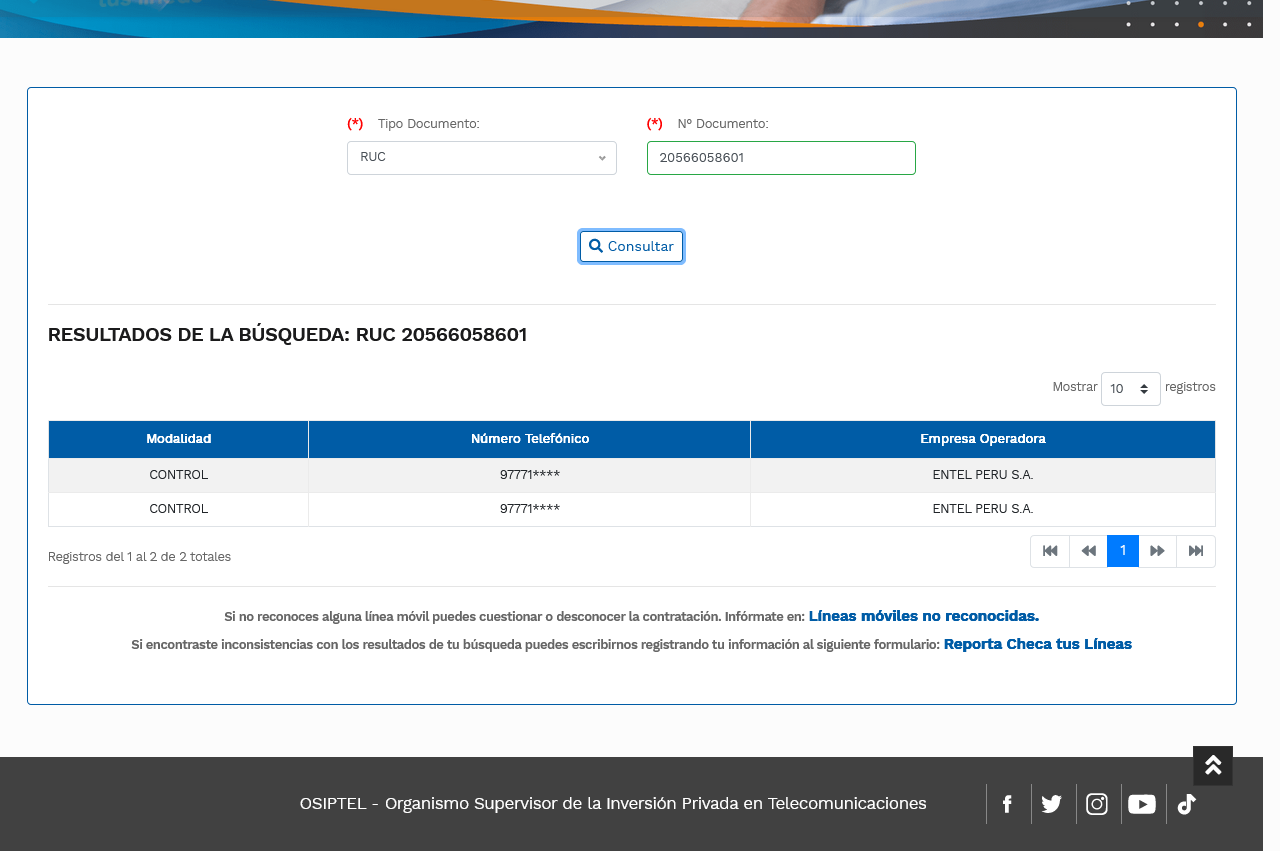 tus líneas
(*) Tipo Documento: (*) Nº Documento:
RUC 20566058601
Consultar
RESULTADOS DE LA BÚSQUEDA: RUC 20566058601
Mostrar 10 registros
Modalidad Número Telefónico Empresa Operadora
CONTROL 97771**** ENTEL PERU S.A.
CONTROL 97771**** ENTEL PERU S.A.
Registros del 1 al 2 de 2 totales 1
Si no reconoces alguna línea móvil puedes cuestionar o desconocer la contratación. Infórmate en: Líneas móviles no reconocidas.
Si encontraste inconsistencias con los resultados de tu búsqueda puedes escribirnos registrando tu información al siguiente formulario: Reporta Checa tus Líneas
OSIPTEL - Organismo Supervisor de la Inversión Privada en Telecomunicaciones